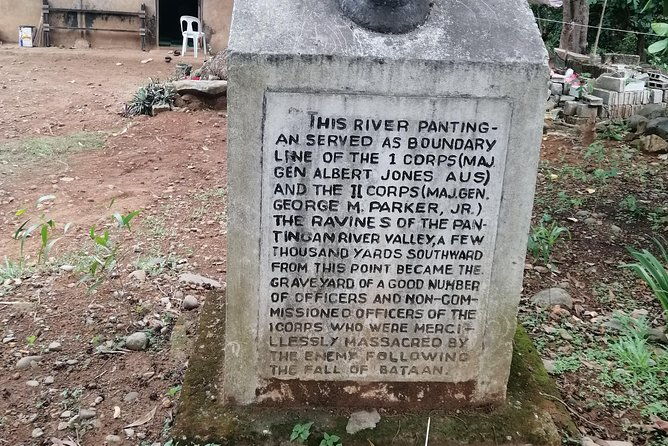 THIS RIVER PANTING-
AN SERVED AS BOUNDARY
LINE OF THE 1 CORPS(MAJ
GEN ALBERT JONES AUS)
AND THE II CORPS(MAJ.GEN.
GEORGE M. PARKER, JR.)
THE RAVINES OF THE PAN-
TINGAN RIVER VALLEY, A FEW
THOUSAND YARDS SOUTHWARD
FROM THIS POINT BECAME THE
GRAVEYARD OF A GOOD NUMBER
OF OFFICERS AND NON-COM-
MISSIONED OFFICERS OF THE
1CORPS WHO WERE MERCI-
LLESSLY MASSACRED BY
THE ENEMY FOLLOWING
THE FALL OF BATAAN.